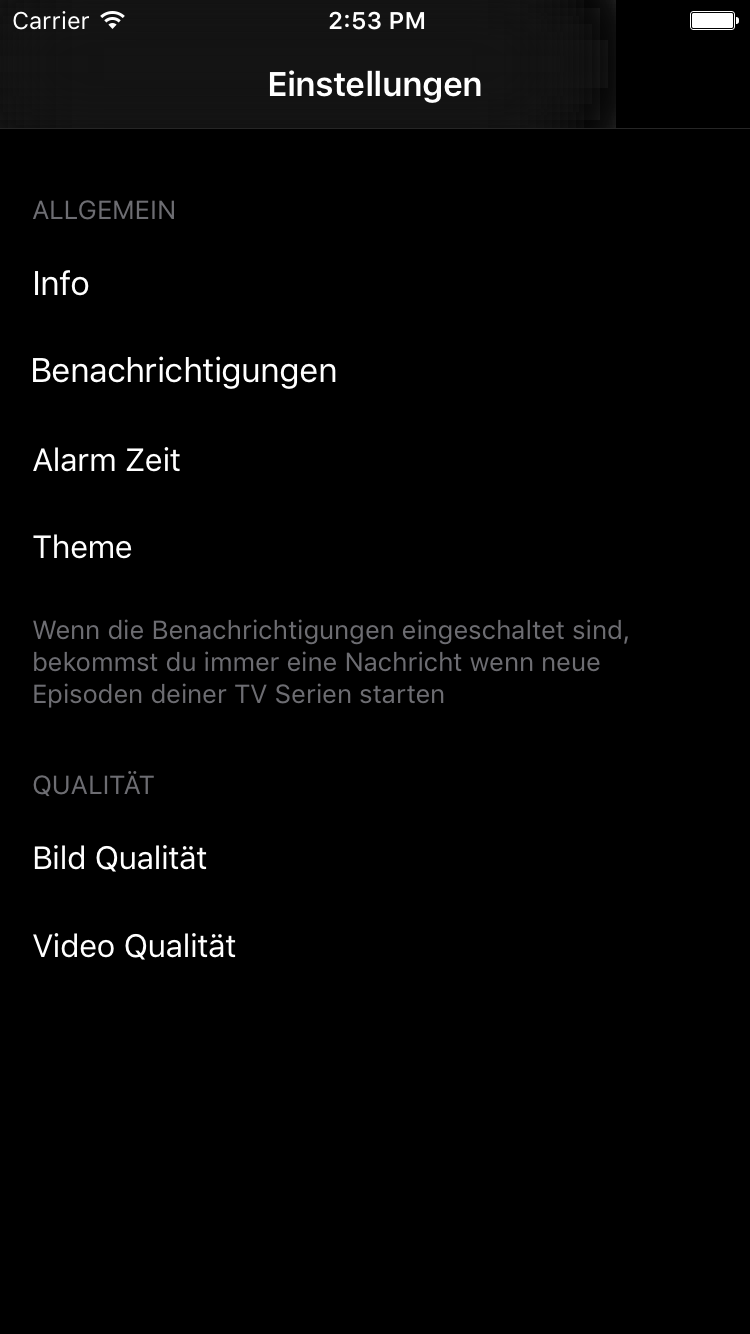 Carrier 2:53 PM
Einstellungen
ALLGEMEIN
Info
Benachrichtigungen
Alarm Zeit
Theme
Wenn die Benachrichtigungen eingeschaltet sind,
bekommst du immer eine Nachricht wenn neue
Episoden deiner TV Serien starten
QUALITÄT
Bild Qualität
Video Qualität